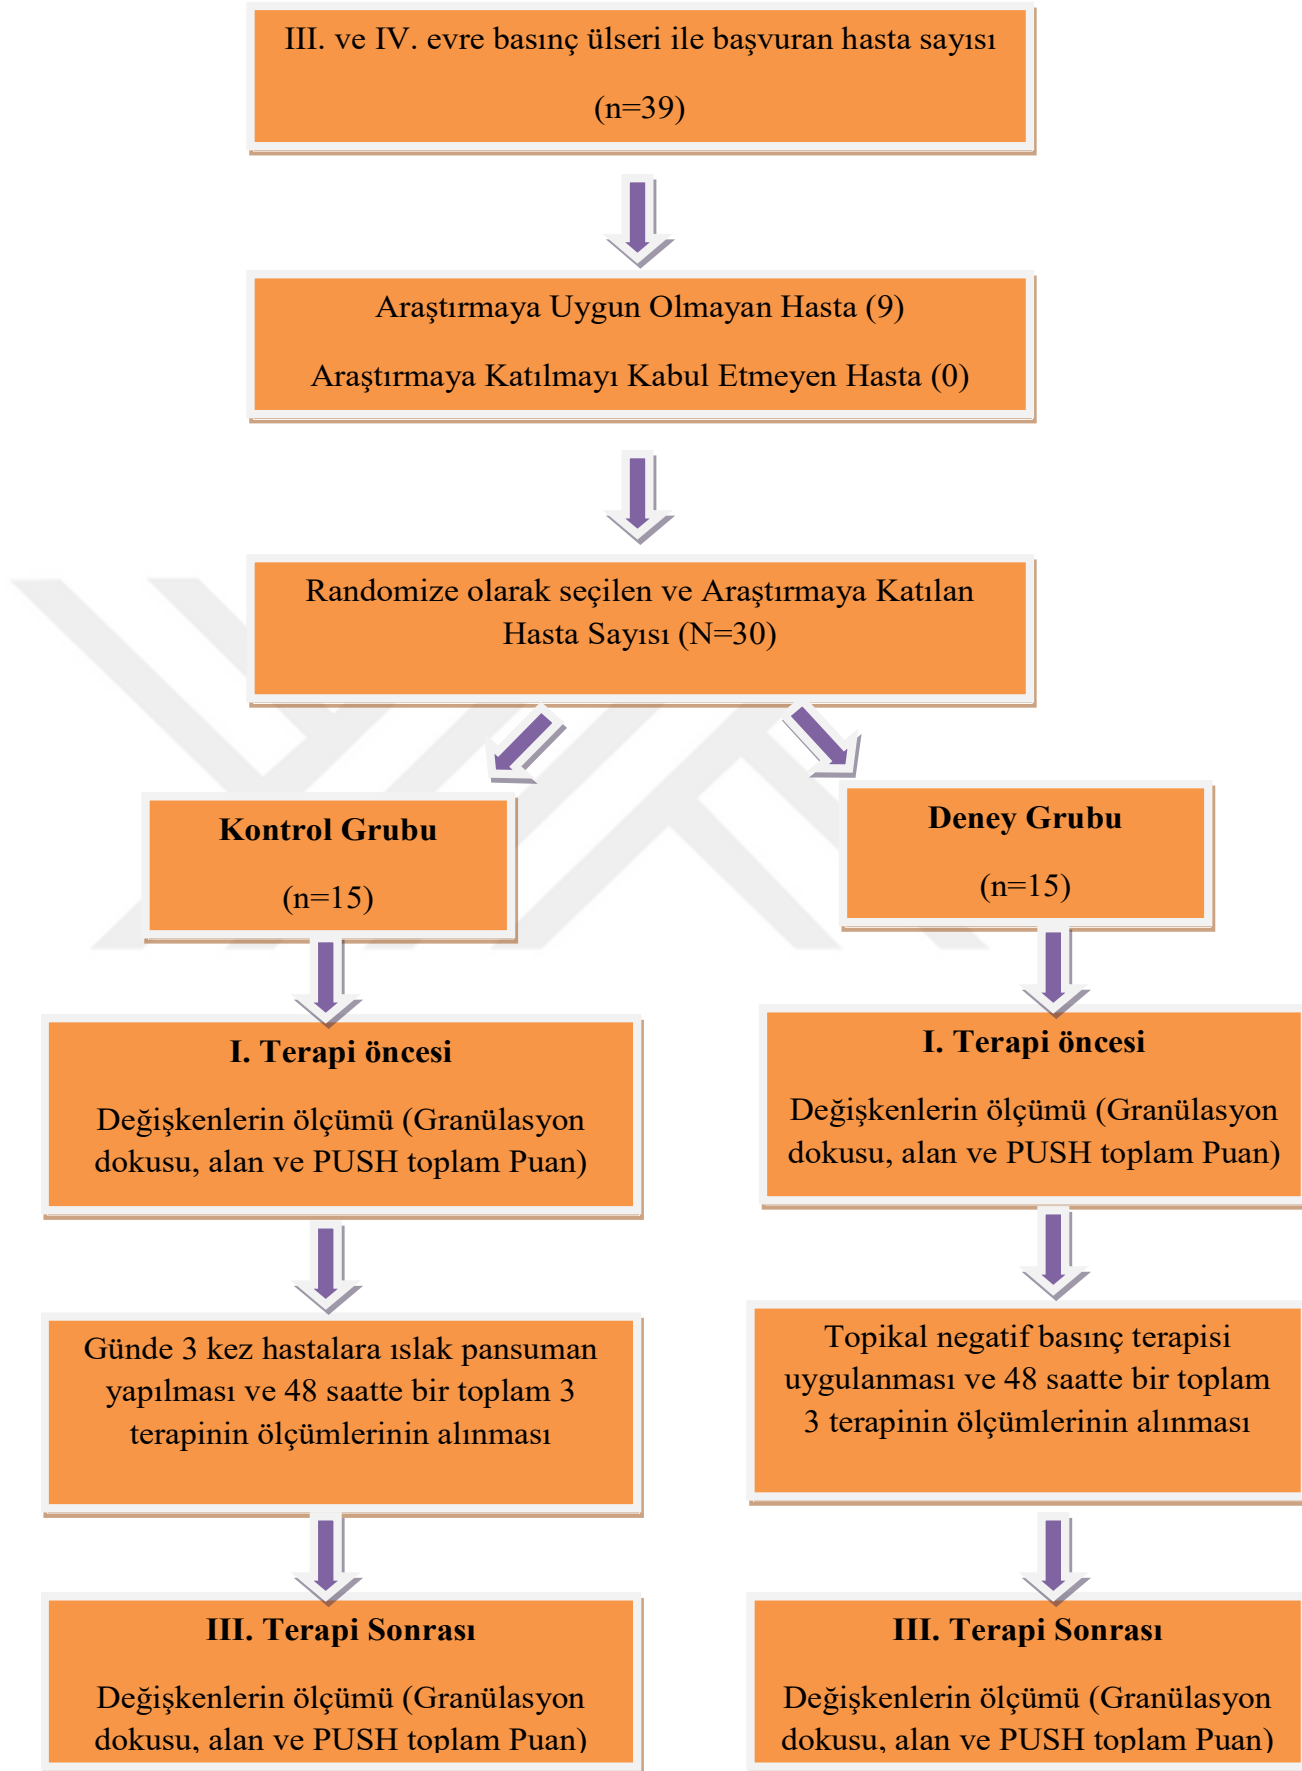 III. ve IV. evre basınç ülseri ile başvuran hasta sayısı
(n=39)
Araştırmaya Uygun Olmayan Hasta (9)
Araştırmaya Katılmayı Kabul Etmeyen Hasta (0)
Randomize olarak seçilen ve Araştırmaya Katılan
Hasta Sayısı (N=30)
Kontrol Grubu
(n=15)
Deney Grubu
(n=15)
I. Terapi öncesi
Değişkenlerin ölçümü (Granülasyon
dokusu, alan ve PUSH toplam Puan)
I. Terapi öncesi
Değişkenlerin ölçümü (Granülasyon
dokusu, alan ve PUSH toplam Puan)
Günde 3 kez hastalara ıslak pansuman
yapılması ve 48 saatte bir toplam 3
terapinin ölçümlerinin alınması
Topikal negatif basınç terapisi
uygulanması ve 48 saatte bir toplam
3 terapinin ölçümlerinin alınması
III. Terapi Sonrası
Değişkenlerin ölçümü (Granülasyon
dokusu, alan ve PUSH toplam Puan)
III. Terapi Sonrası
Değişkenlerin ölçümü (Granülasyon
dokusu, alan ve PUSH toplam Puan)